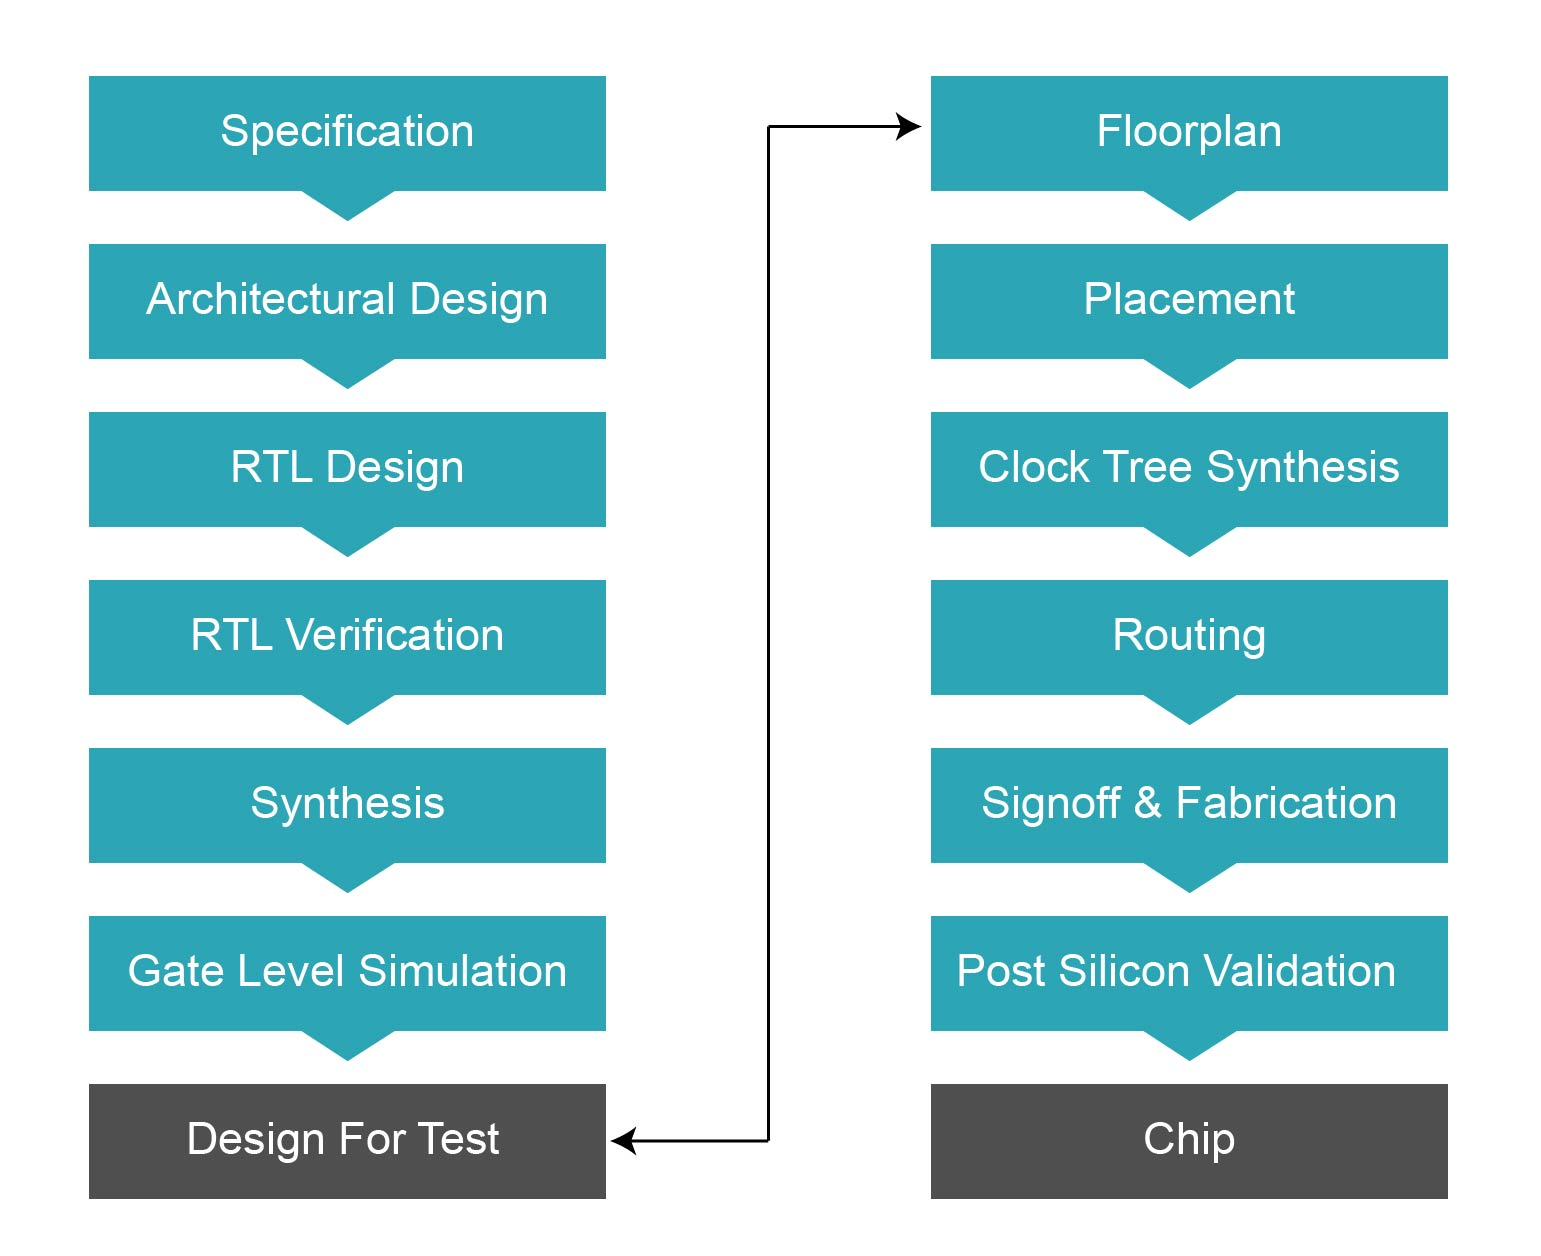 Specification
Architectural Design
RTL Design
RTL Verification
Synthesis
Gate Level Simulation
Design For Test
Floorplan
Placement
Clock Tree Synthesis
Routing
Signoff & Fabrication
Post Silicon Validation
Chip